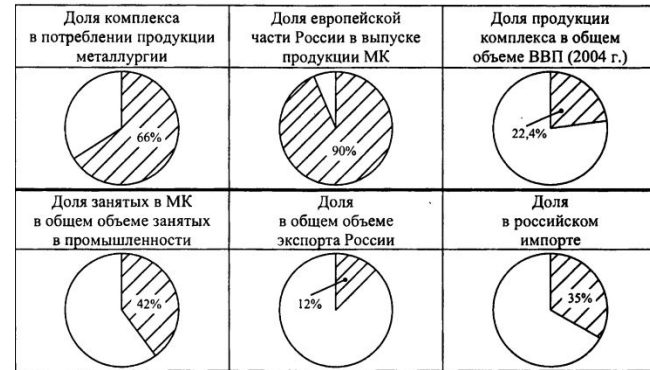 Доля комплекса
в потреблении продукции
металлургии
Доля европейской
части России в выпуске
продукции МК
Доля продукции
комплекса в общем
объеме ВВП (2004 г.)
66%
90%
22,4%
Доля занятых в МК
в общем объеме занятых
в промышленности
Доля
в общем объеме
экспорта России
Доля
в российском
импорте
42%
12%
35%